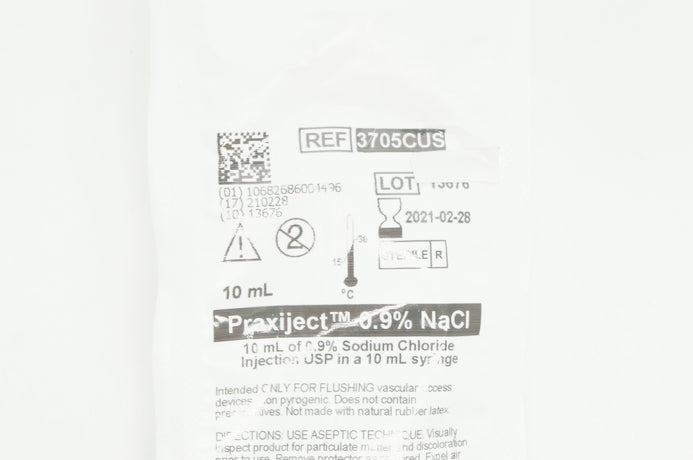 REF 3705CUS
(01) 10682686004496
(17) 210228
(10) 13676
LOT 13676
2021-02-28
STERILE R
2
36
15
°C
10 mL
Praxiject™ 0.9% NaCl
10 mL of 0.9% Sodium Chloride
Injection USP in a 10 mL syringe
Intended ONLY FOR FLUSHING vascular access
devices. Non pyrogenic. Does not contain
preservatives. Not made with natural rubber latex.
DIRECTIONS: USE ASEPTIC TECHNIQUE Visually
inspect product for particulate matter and discoloration
prior to use. Remove protector as required. Expel air